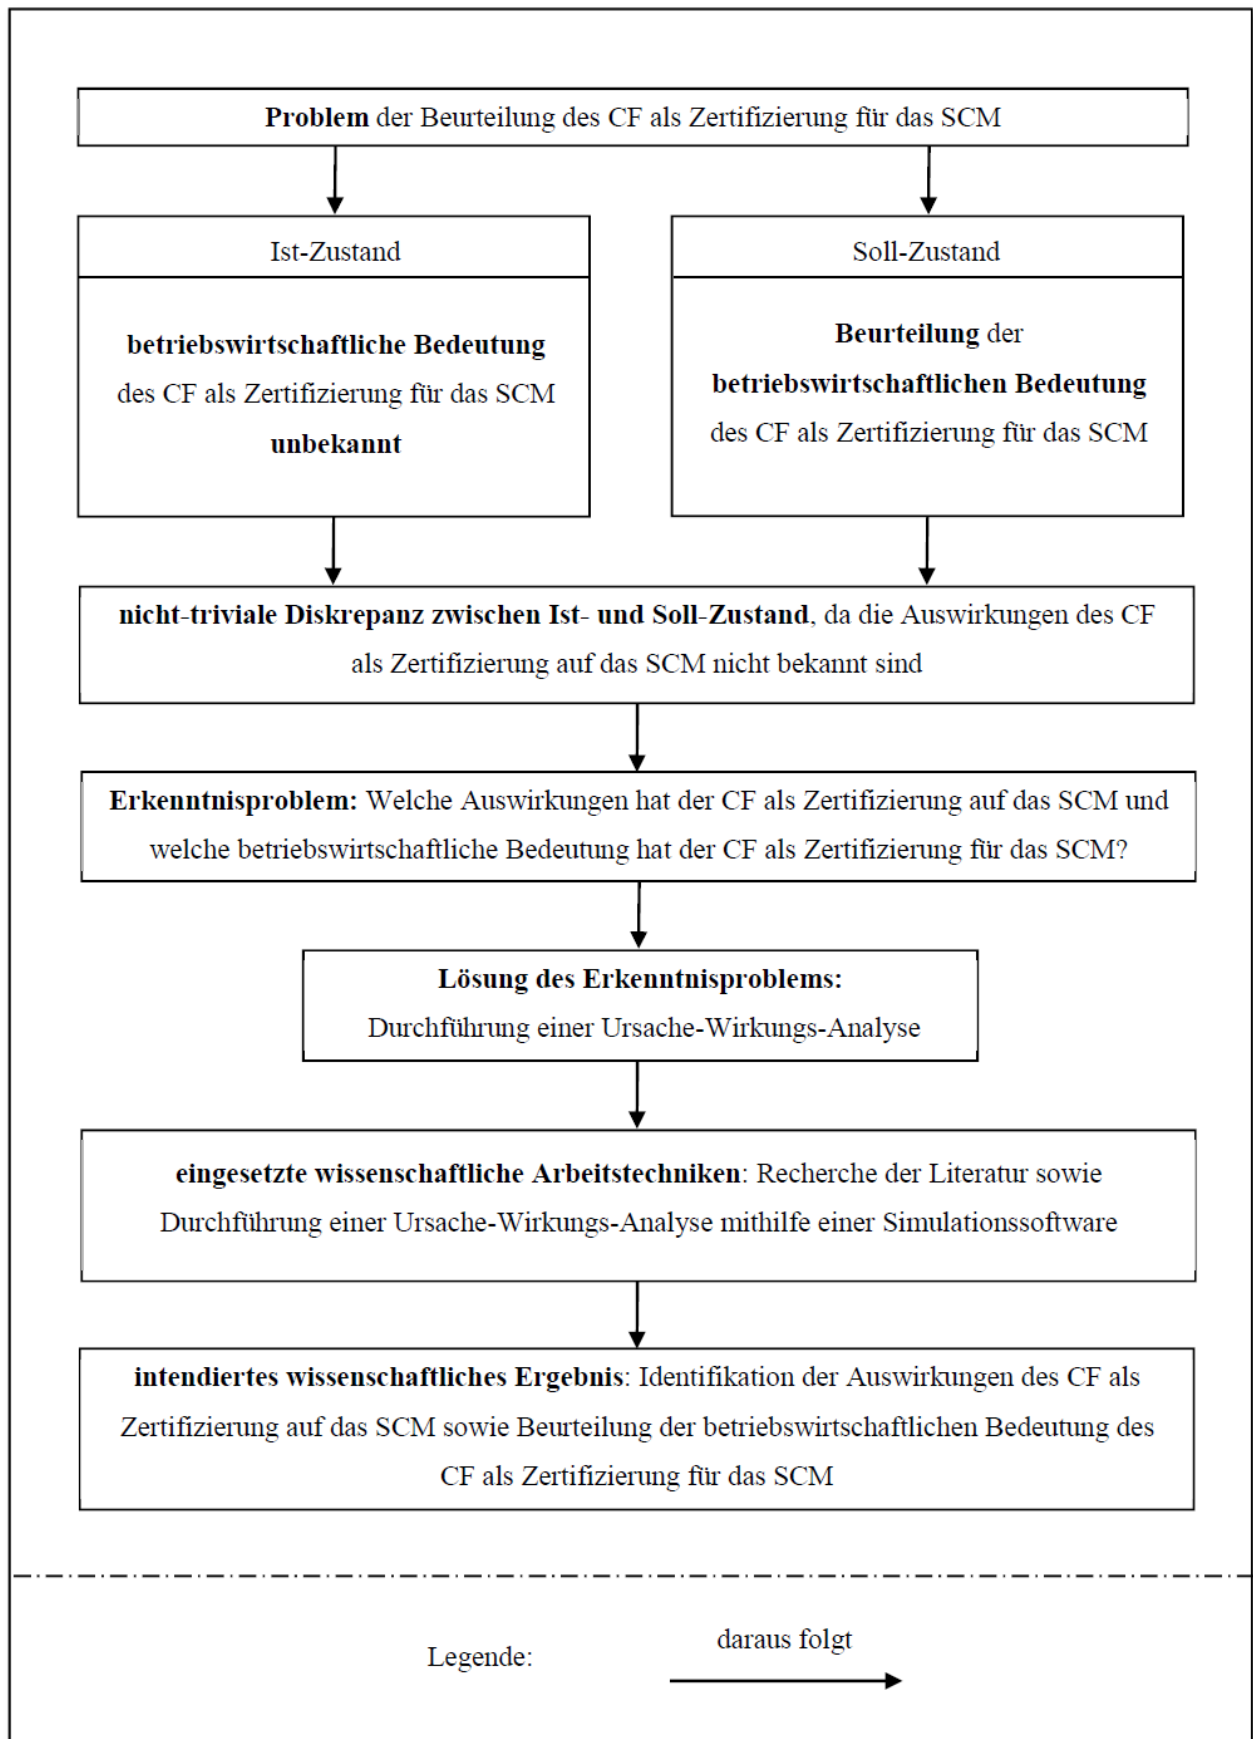 Problem der Beurteilung des CF als Zertifizierung für das SCM
Ist-Zustand
betriebswirtschaftliche Bedeutung
des CF als Zertifizierung für das SCM
unbekannt
Soll-Zustand
Beurteilung der
betriebswirtschaftlichen Bedeutung
des CF als Zertifizierung für das SCM
nicht-triviale Diskrepanz zwischen Ist- und Soll-Zustand, da die Auswirkungen des CF
als Zertifizierung auf das SCM nicht bekannt sind
Erkenntnisproblem: Welche Auswirkungen hat der CF als Zertifizierung auf das SCM und
welche betriebswirtschaftliche Bedeutung hat der CF als Zertifizierung für das SCM?
Lösung des Erkenntnisproblems:
Durchführung einer Ursache-Wirkungs-Analyse
eingesetzte wissenschaftliche Arbeitstechniken: Recherche der Literatur sowie
Durchführung einer Ursache-Wirkungs-Analyse mithilfe einer Simulationssoftware
intendiertes wissenschaftliches Ergebnis: Identifikation der Auswirkungen des CF als
Zertifizierung auf das SCM sowie Beurteilung der betriebswirtschaftlichen Bedeutung des
CF als Zertifizierung für das SCM
Legende:
daraus folgt